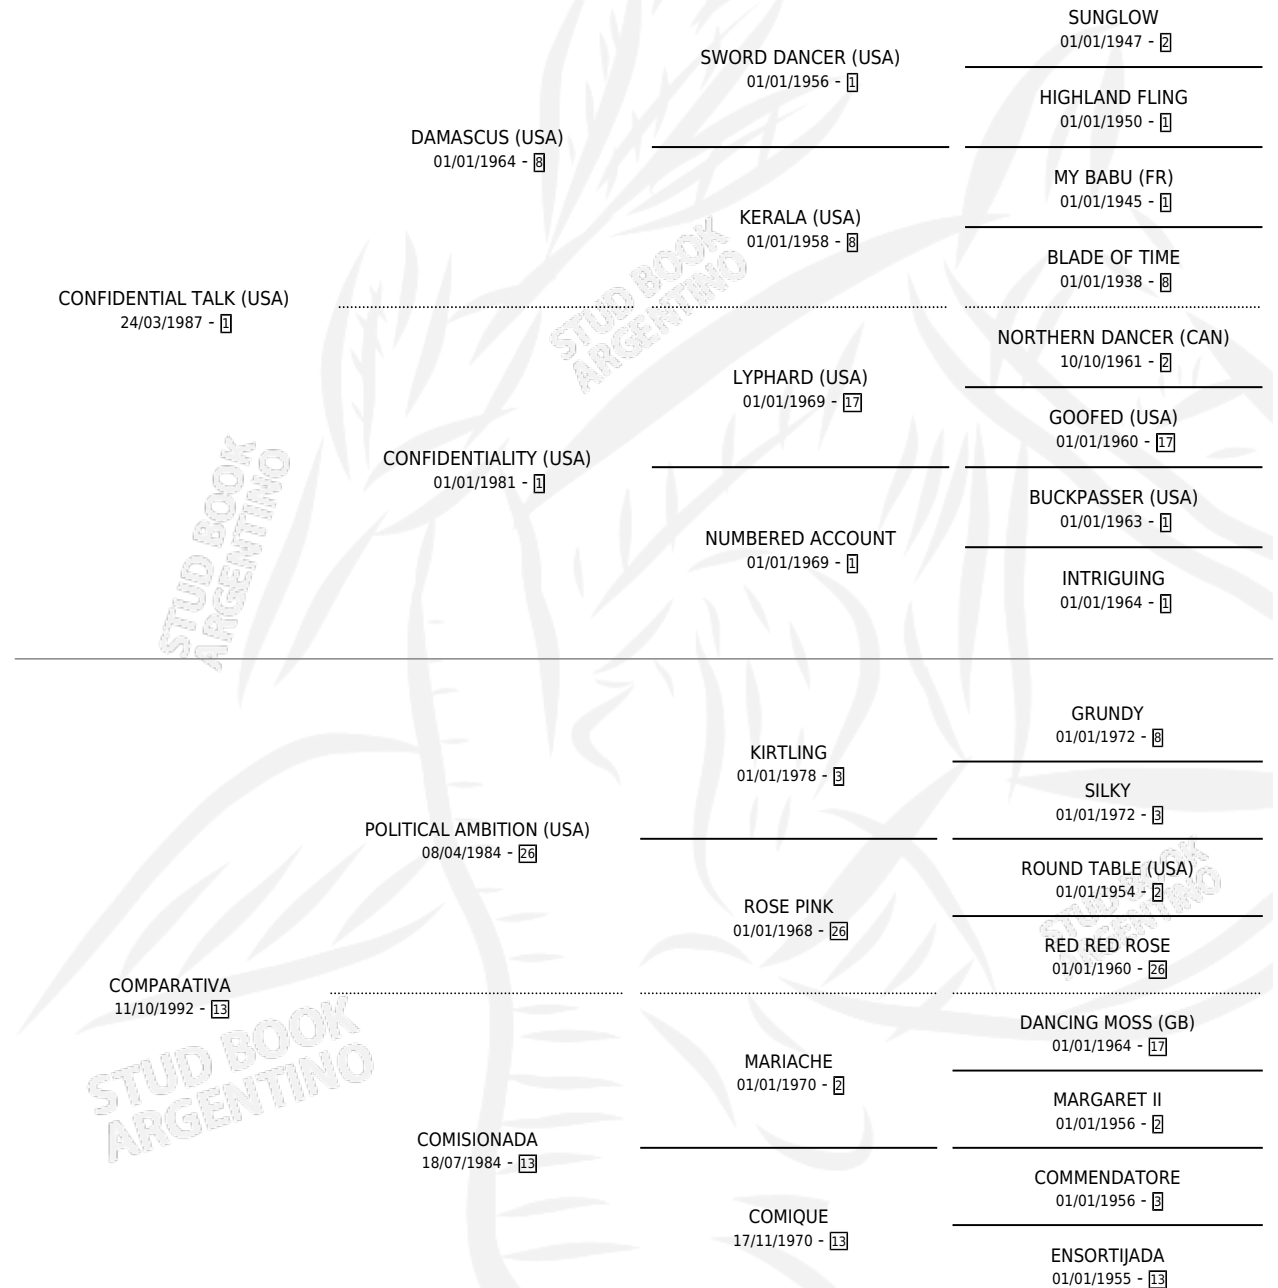 SUNGLOW
01/01/1947 - 2
SWORD DANCER (USA)
01/01/1956 - 1
HIGHLAND FLING
01/01/1950 - 1
DAMASCUS (USA)
01/01/1964 - 8
MY BABU (FR)
01/01/1945 - 1
KERALA (USA)
01/01/1958 - 8
BLADE OF TIME
01/01/1938 - 8
CONFIDENTIAL TALK (USA)
24/03/1987 - 1
NORTHERN DANCER (CAN)
10/10/1961 - 2
LYPHARD (USA)
01/01/1969 - 17
GOOFED (USA)
01/01/1960 - 17
CONFIDENTIALITY (USA)
01/01/1981 - 1
BUCKPASSER (USA)
01/01/1963 - 1
NUMBERED ACCOUNT
01/01/1969 - 1
INTRIGUING
01/01/1964 - 1
STUD BOOK
ARGENTINO
STUD BOOK
ARGENTINO
GRUNDY
01/01/1972 - 8
KIRTLING
01/01/1978 - 3
SILKY
01/01/1972 - 3
POLITICAL AMBITION (USA)
08/04/1984 - 26
ROUND TABLE (USA)
01/01/1954 - 2
ROSE PINK
01/01/1968 - 26
RED RED ROSE
01/01/1960 - 26
STUD BOOK
ARGENTINO
COMPARATIVA
11/10/1992 - 13
DANCING MOSS (GB)
01/01/1964 - 17
MARIACHE
01/01/1970 - 2
MARGARET II
01/01/1956 - 2
COMISIONADA
18/07/1984 - 13
COMMENDATORE
01/01/1956 - 3
COMIQUE
17/11/1970 - 13
ENSORTIJADA
01/01/1955 - 13
STUD BOOK
ARGENTINO